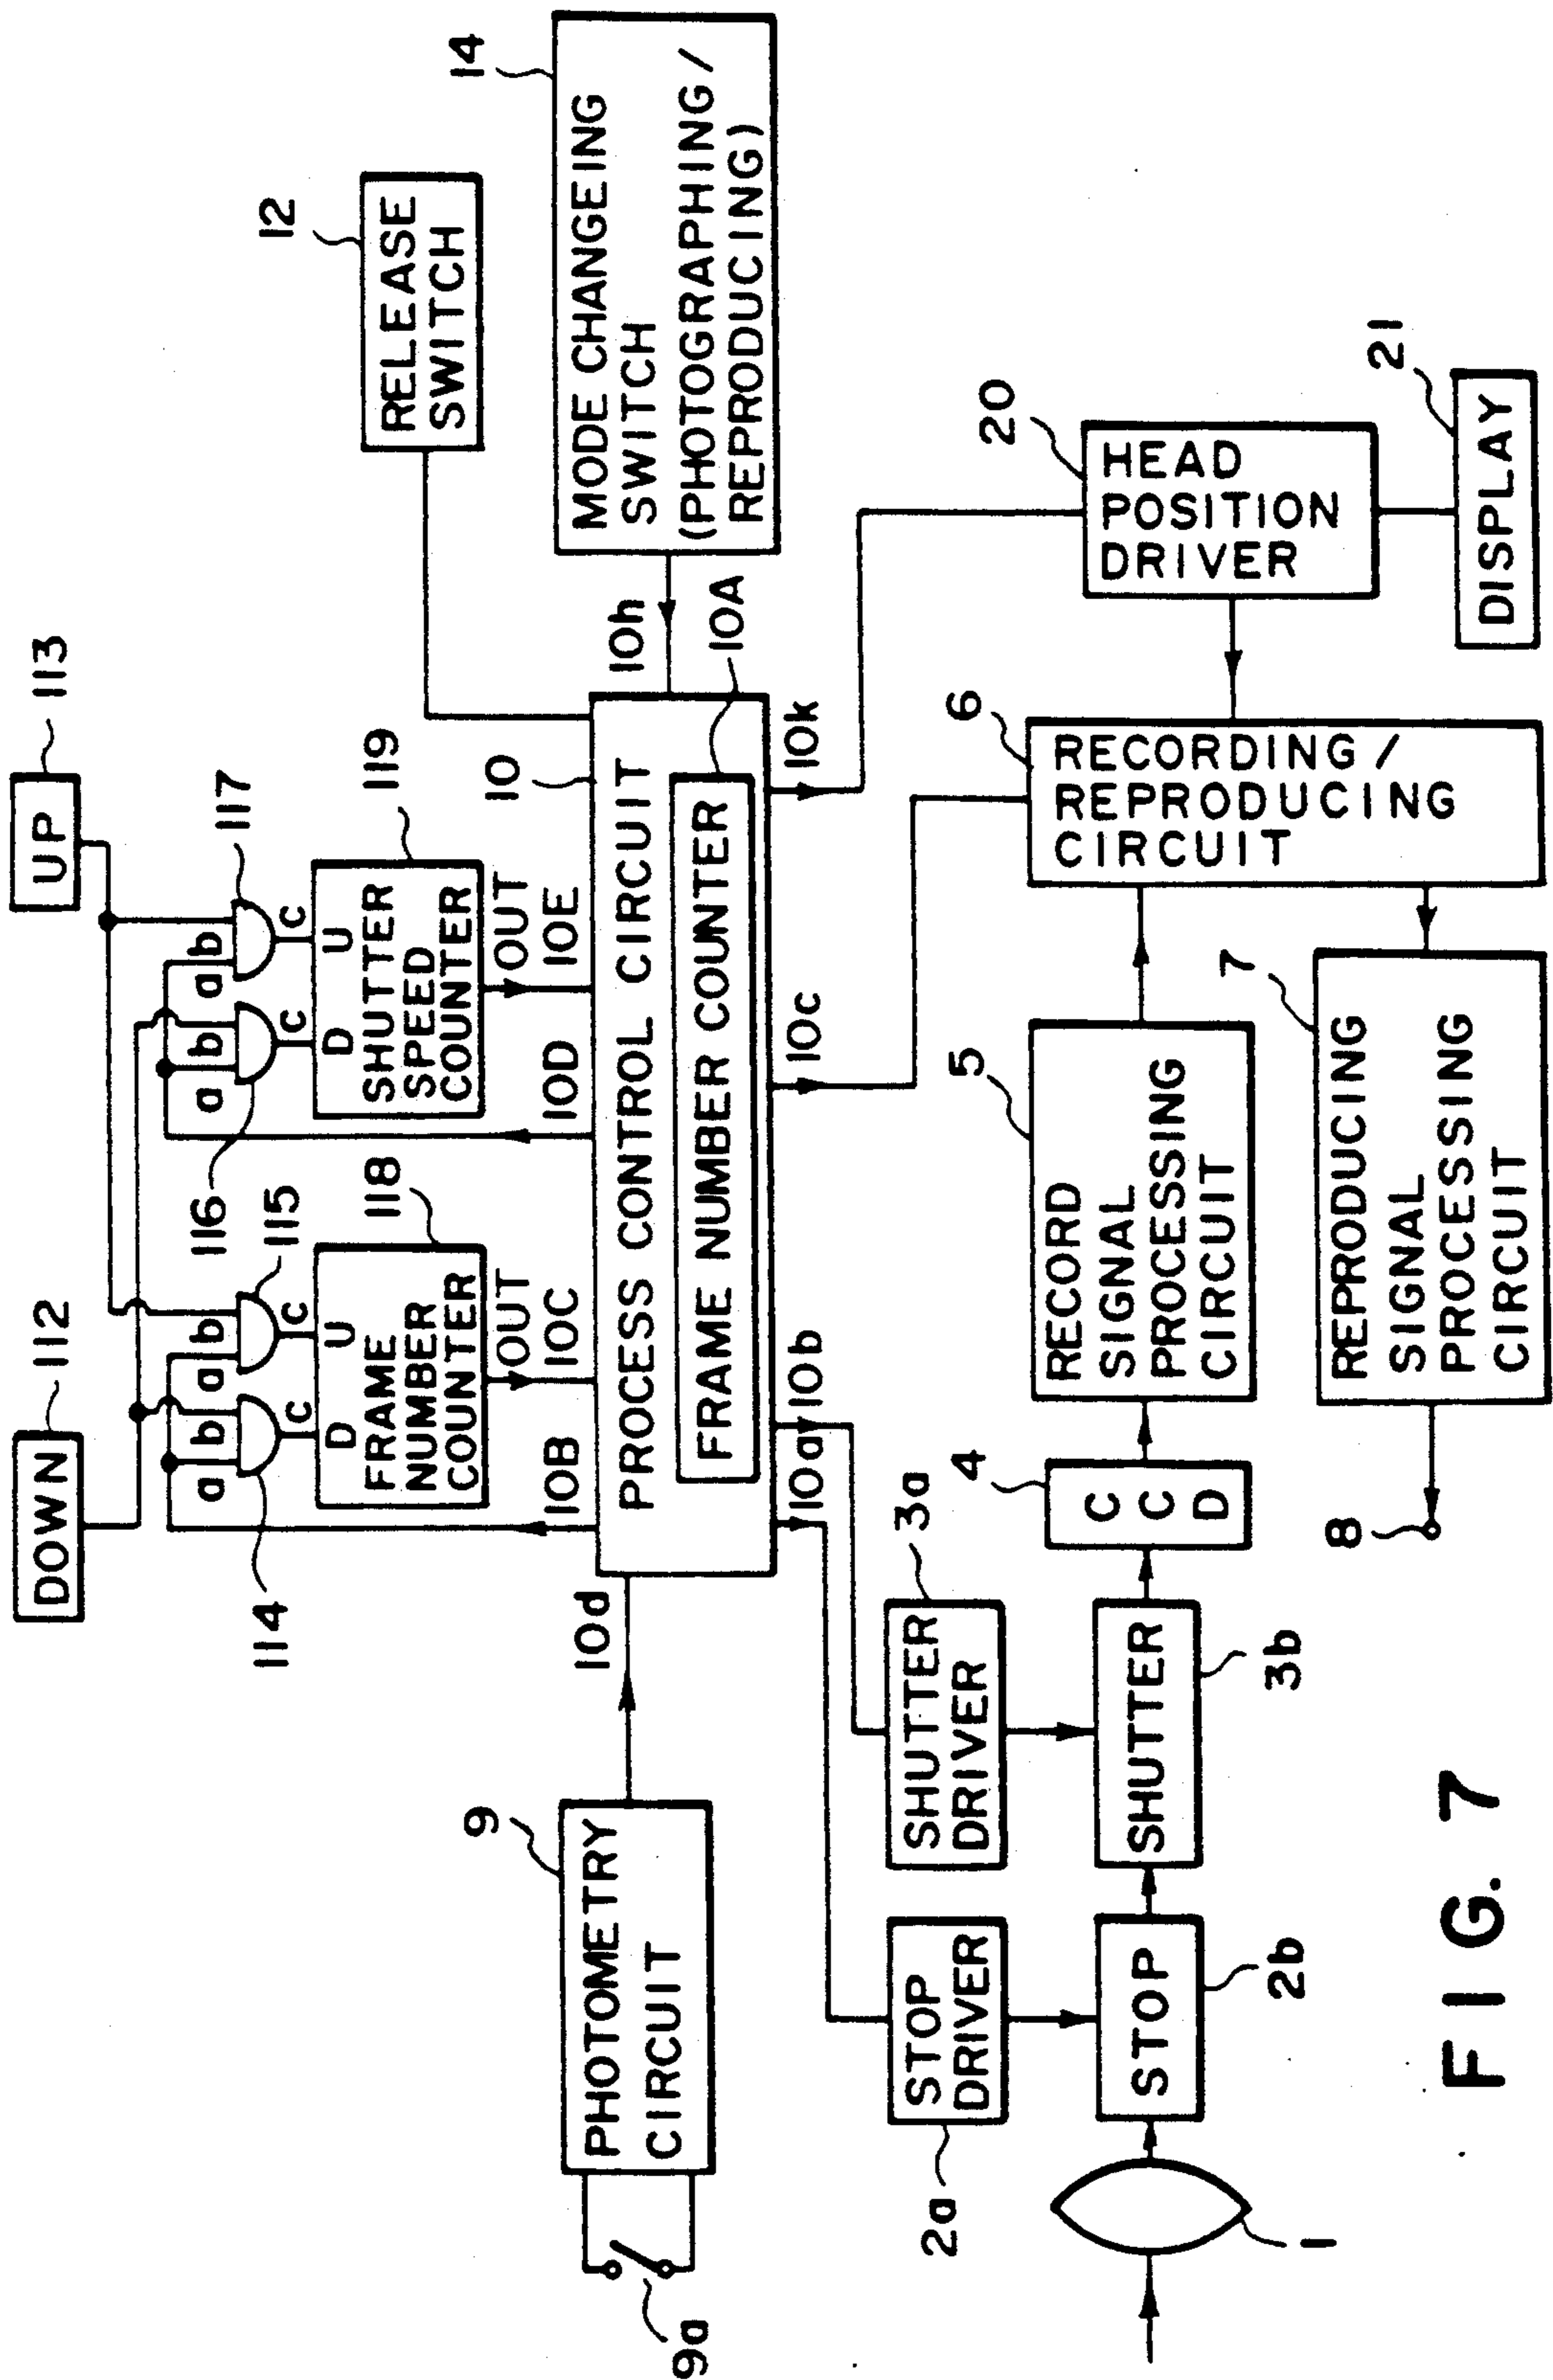 DOWN
112
UP
113
a
b
a
b
115
114
c
c
D
U
FRAME
NUMBER
COUNTER
118
OUT
10B
10C
a
b
a
b
117
116
c
c
D
U
SHUTTER
SPEED
COUNTER
119
OUT
10D
10E
12
RELEASE
SWITCH
14
MODE CHANGEING
SWITCH
(PHOTOGRAPHING /
REPRODUCING)
9
PHOTOMETRY
CIRCUIT
9a
10d
10
PROCESS CONTROL CIRCUIT
FRAME NUMBER COUNTER
10h
10A
10a
10b
10c
10k
2a
STOP
DRIVER
3a
SHUTTER
DRIVER
1
STOP
2b
SHUTTER
3b
4
C
C
D
5
RECORD
SIGNAL
PROCESSING
CIRCUIT
6
RECORDING /
REPRODUCING
CIRCUIT
20
HEAD
POSITION
DRIVER
21
DISPLAY
7
REPRODUCING
SIGNAL
PROCESSING
CIRCUIT
8
FIG. 7